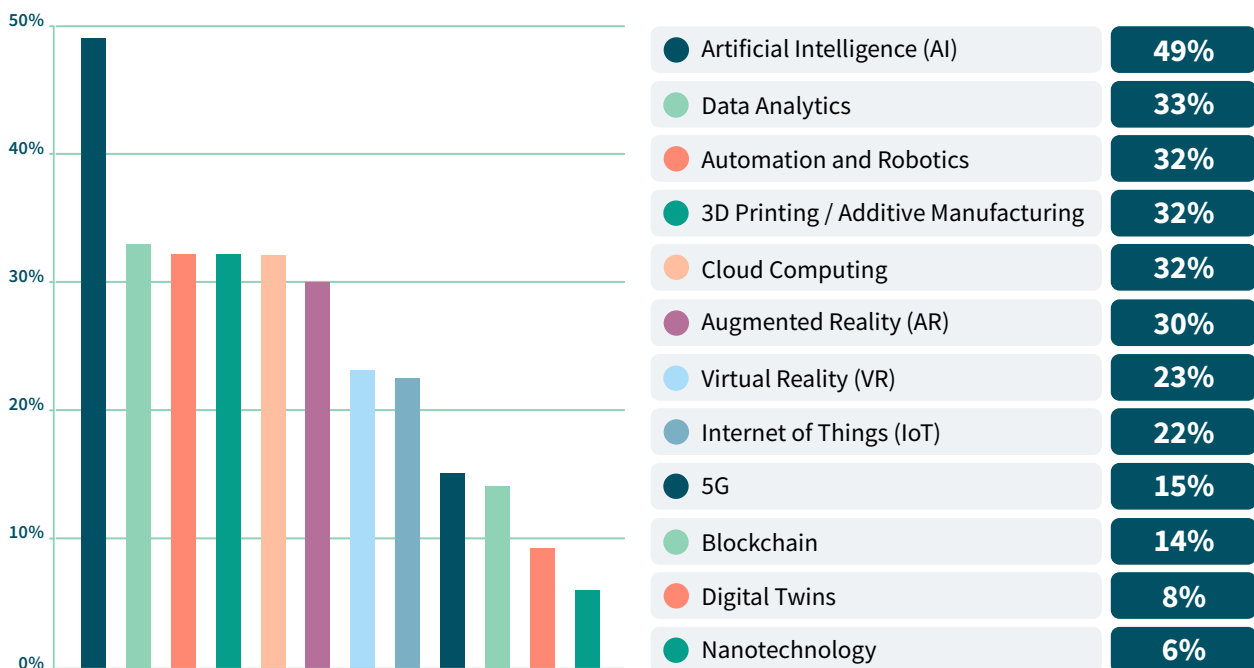 50%
40%
30%
20%
10%
0%
Artificial Intelligence (AI) 49%
Data Analytics 33%
Automation and Robotics 32%
3D Printing / Additive Manufacturing 32%
Cloud Computing 32%
Augmented Reality (AR) 30%
Virtual Reality (VR) 23%
Internet of Things (IoT) 22%
5G 15%
Blockchain 14%
Digital Twins 8%
Nanotechnology 6%